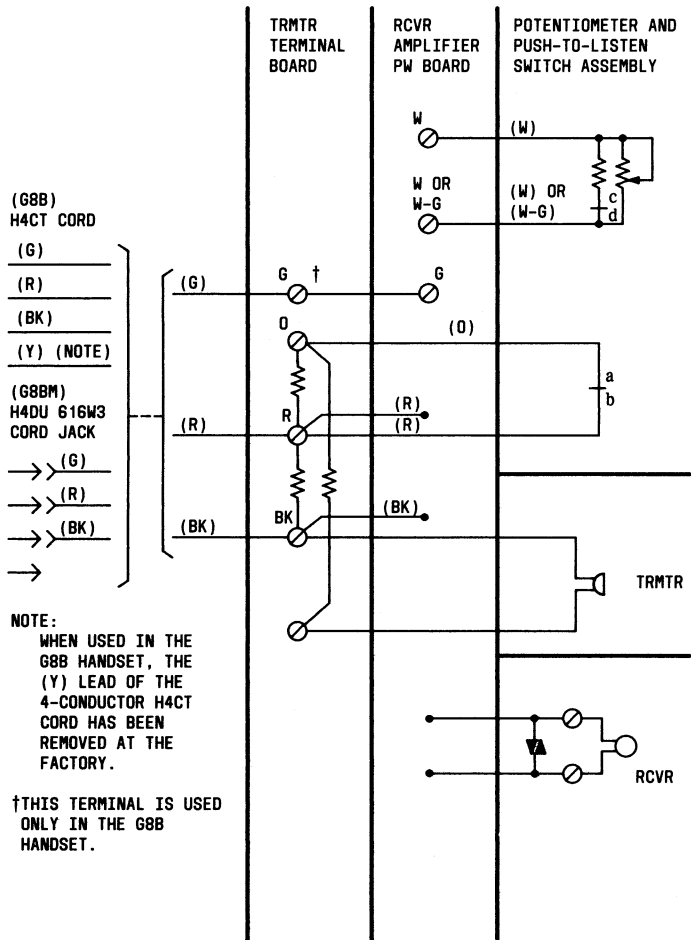 TRMTR
TERMINAL
BOARD
RCVR
AMPLIFIER
PW BOARD
POTENTIOMETER AND
PUSH-TO-LISTEN
SWITCH ASSEMBLY
W
(W)
W OR
W-G
(W) OR
(W-G)
c
d
(G8B)
H4CT CORD
(G)
(R)
(BK)
(Y) (NOTE)
(G8BM)
H4DU 616W3
CORD JACK
(G)
(R)
(BK)
(G)
G †
G
O
(O)
a
b
(R)
R
(R)
(R)
(BK)
BK
(BK)
TRMTR
NOTE:
WHEN USED IN THE
G8B HANDSET, THE
(Y) LEAD OF THE
4-CONDUCTOR H4CT
CORD HAS BEEN
REMOVED AT THE
FACTORY.
†THIS TERMINAL IS USED
ONLY IN THE G8B
HANDSET.
RCVR